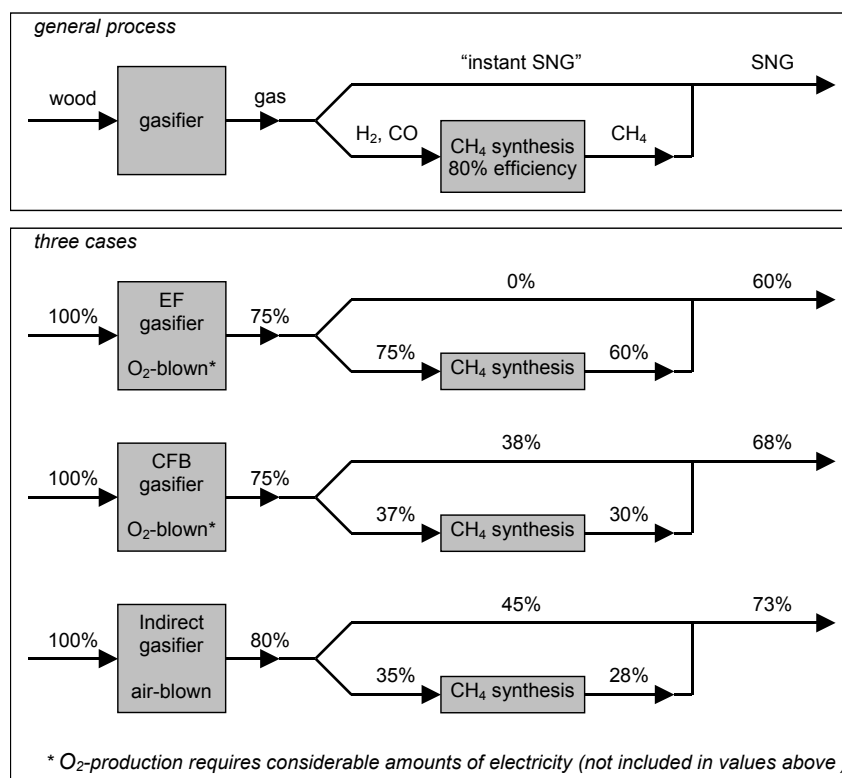 general process
"instant SNG"
SNG
wood
gas
gasifier
H₂, CO
CH₄ synthesis
80% efficiency
CH₄
three cases
EF
gasifier
O₂-blown*
100%
75%
0%
60%
75%
CH₄ synthesis
60%
CFB
gasifier
O₂-blown*
100%
75%
38%
68%
37%
CH₄ synthesis
30%
Indirect
gasifier
air-blown
100%
80%
45%
73%
35%
CH₄ synthesis
28%
* O₂-production requires considerable amounts of electricity (not included in values above)